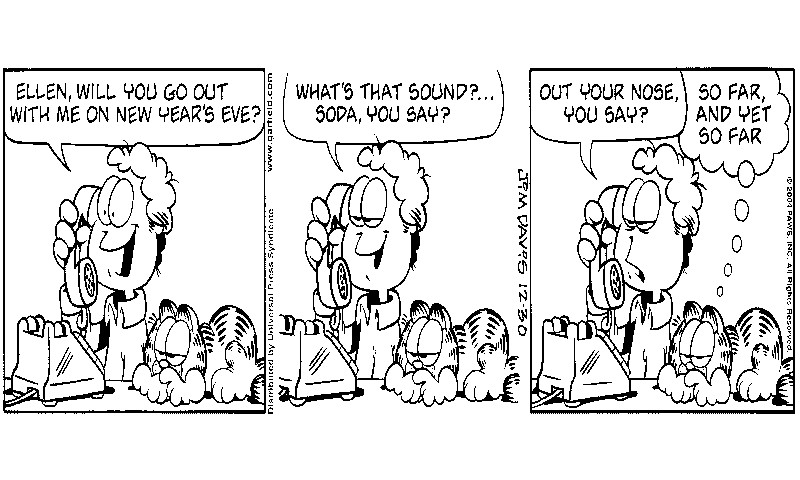 ELLEN, WILL YOU GO OUT
WITH ME ON NEW YEAR'S EVE?
www.garfield.com
Distributed by Universal Press Syndicate
WHAT'S THAT SOUND?...
SODA, YOU SAY?
JIM DAVIS 12-30
OUT YOUR NOSE,
YOU SAY?
SO FAR,
AND YET
SO FAR